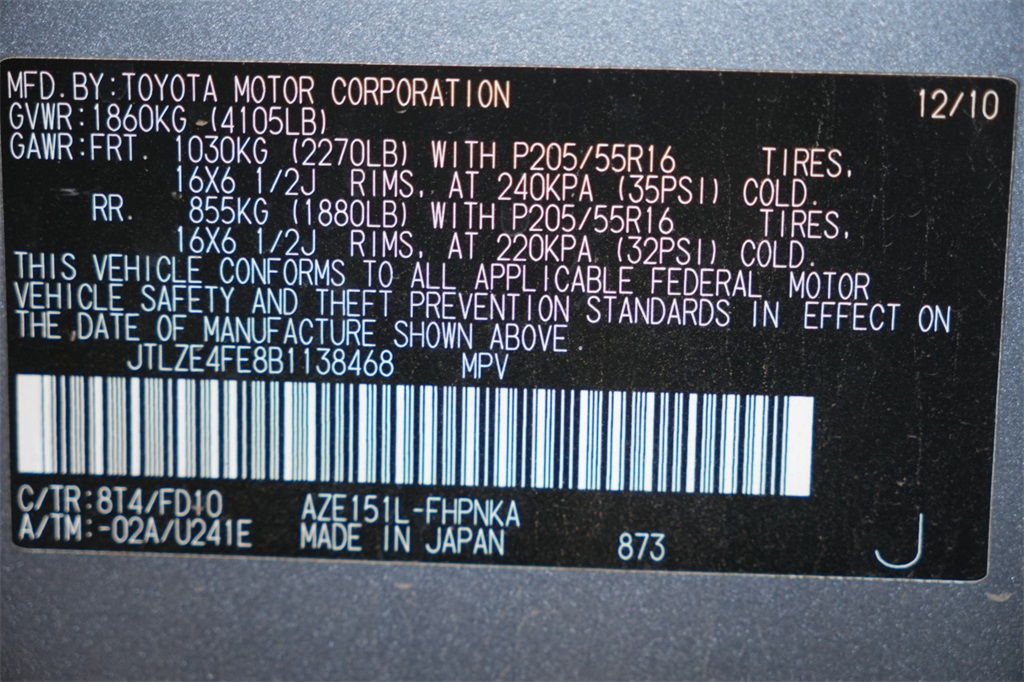 MFD.BY:TOYOTA MOTOR CORPORATION 12/10
GVWR:1860KG (4105LB)
GAWR:FRT. 1030KG (2270LB) WITH P205/55R16 TIRES,
16X6 1/2J RIMS, AT 240KPA (35PSI) COLD.
RR. 855KG (1880LB) WITH P205/55R16 TIRES,
16X6 1/2J RIMS, AT 220KPA (32PSI) COLD.
THIS VEHICLE CONFORMS TO ALL APPLICABLE FEDERAL MOTOR
VEHICLE SAFETY AND THEFT PREVENTION STANDARDS IN EFFECT ON
THE DATE OF MANUFACTURE SHOWN ABOVE.
JTLZE4FE8B1138468 MPV
C/TR:8T4/FD10 AZE151L-FHPNKA
A/TM:-02A/U241E MADE IN JAPAN 873 J